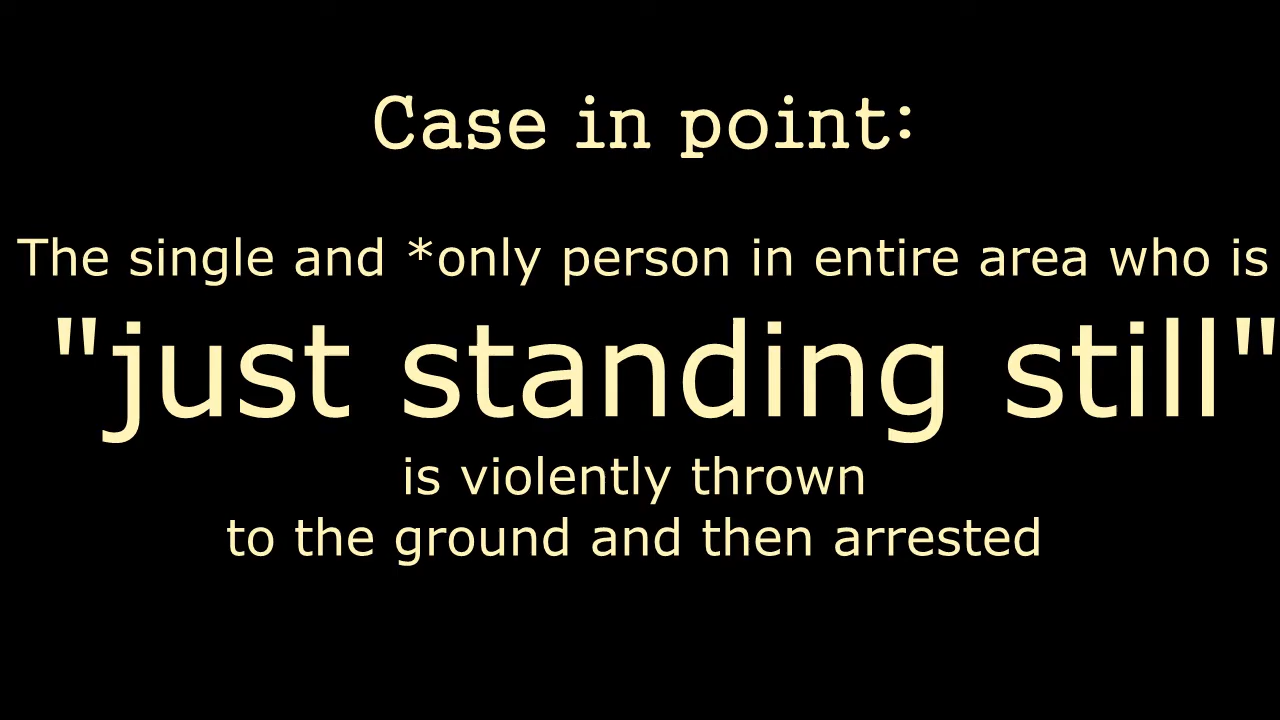 Case in point:
The single and *only person in entire area who is
"just standing still"
is violently thrown
to the ground and then arrested